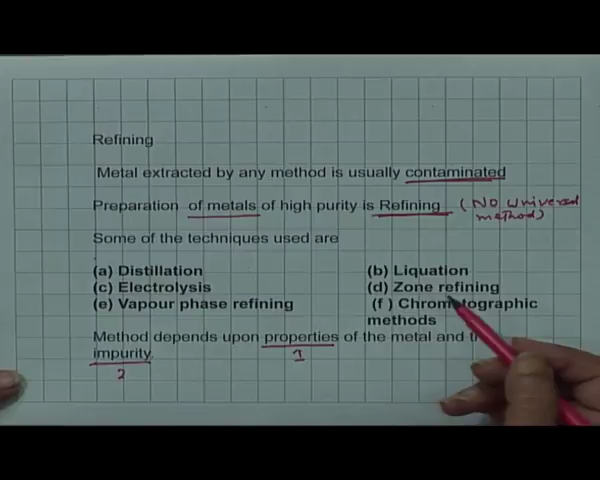 Refining
Metal extracted by any method is usually contaminated
Preparation of metals of high purity is Refining (No univeral
method)
Some of the techniques used are
(a) Distillation (b) Liquation
(c) Electrolysis (d) Zone refining
(e) Vapour phase refining (f ) Chromatographic
methods
Method depends upon properties of the metal and t
impurity.
1
2